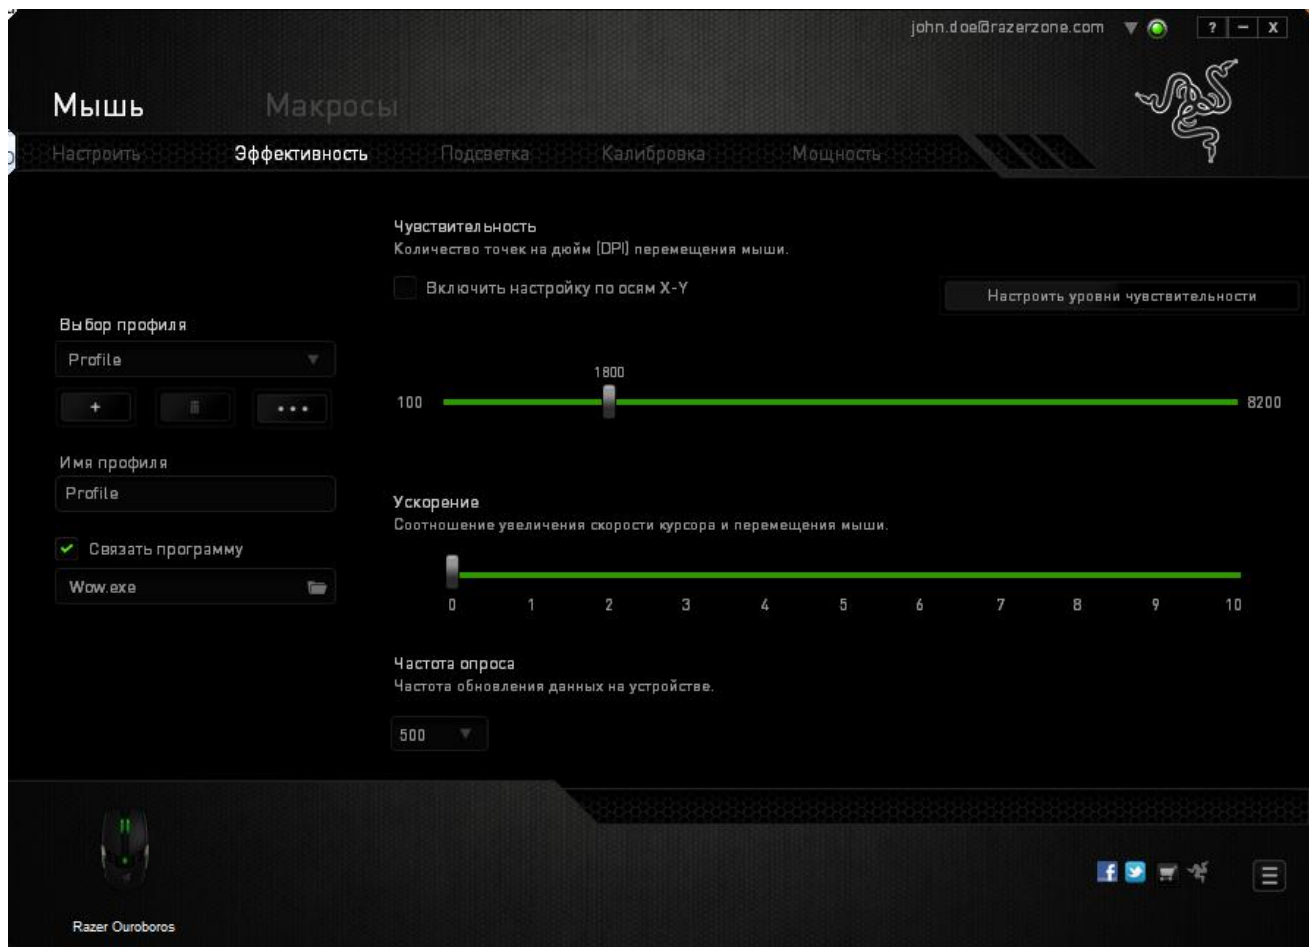 john.doe@razerzone.com
? – X
Мышь Макросы
Настроить Эффективность Подсветка Калибровка Мощность
Чувствительность
Количество точек на дюйм (DPI) перемещения мыши.
Включить настройку по осям X-Y
Настроить уровни чувствительности
Выбор профиля
Profile
+ •••
1800
100 8200
Имя профиля
Profile
Ускорение
Соотношение увеличения скорости курсора и перемещения мыши.
Связать программу
Wow.exe
0 1 2 3 4 5 6 7 8 9 10
Частота опроса
Частота обновления данных на устройстве.
500
f
Razer Ouroboros